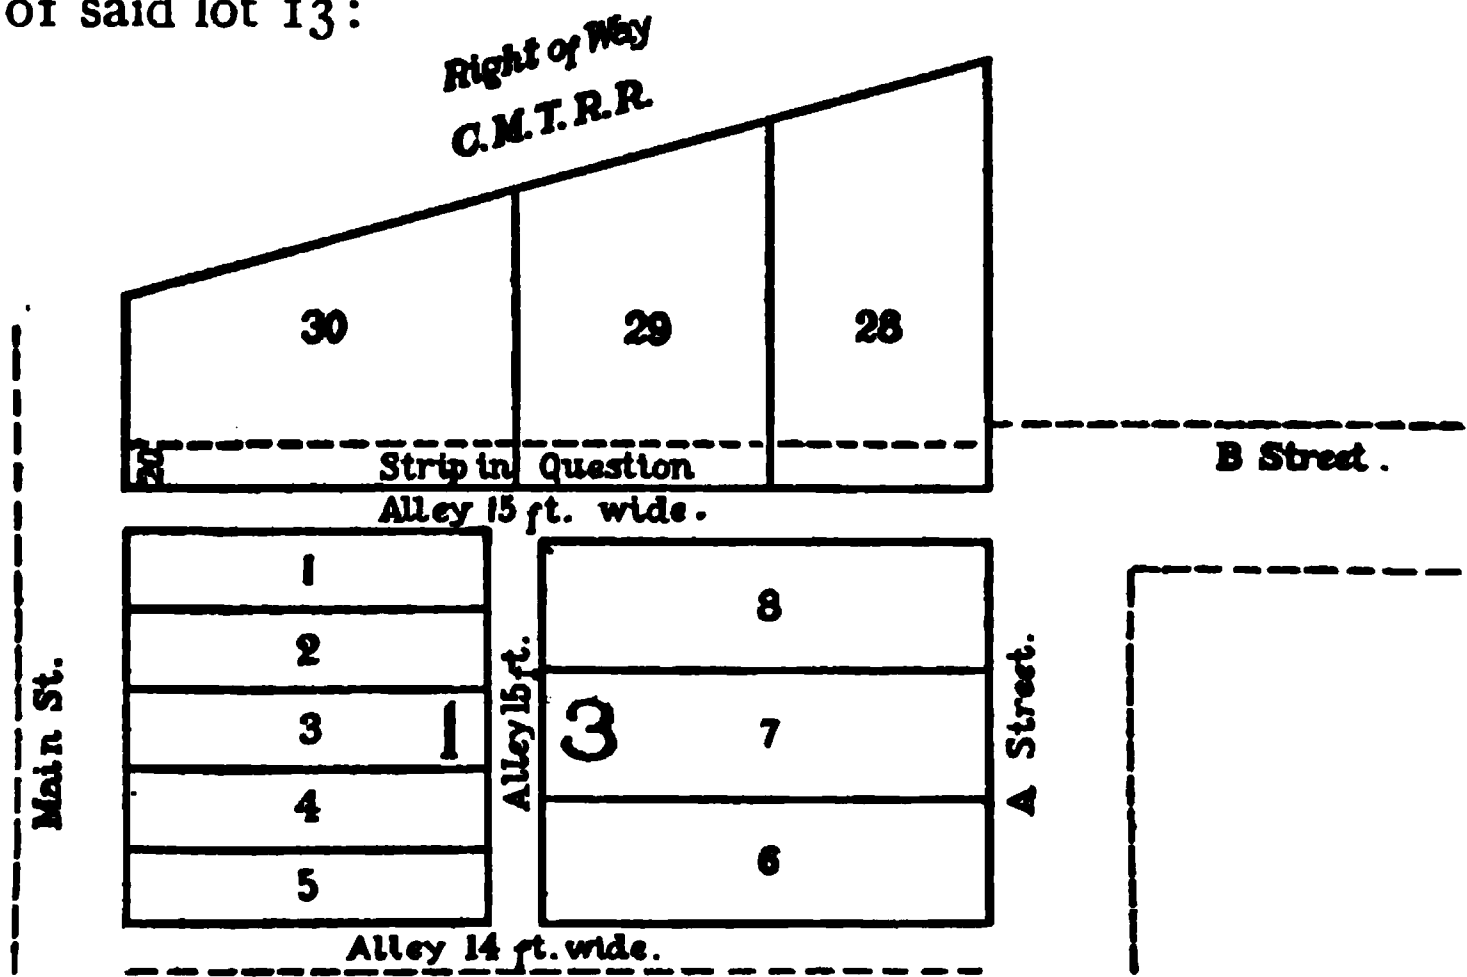 of said lot 13:
Right of Way
C.M.T.R.R.
30
29
28
20'
Strip in Question
B Street.
Alley 15 ft. wide.
1
2
3
4
5
1
Alley 15 ft.
3
8
7
6
Main St.
A Street.
Alley 14 ft. wide.